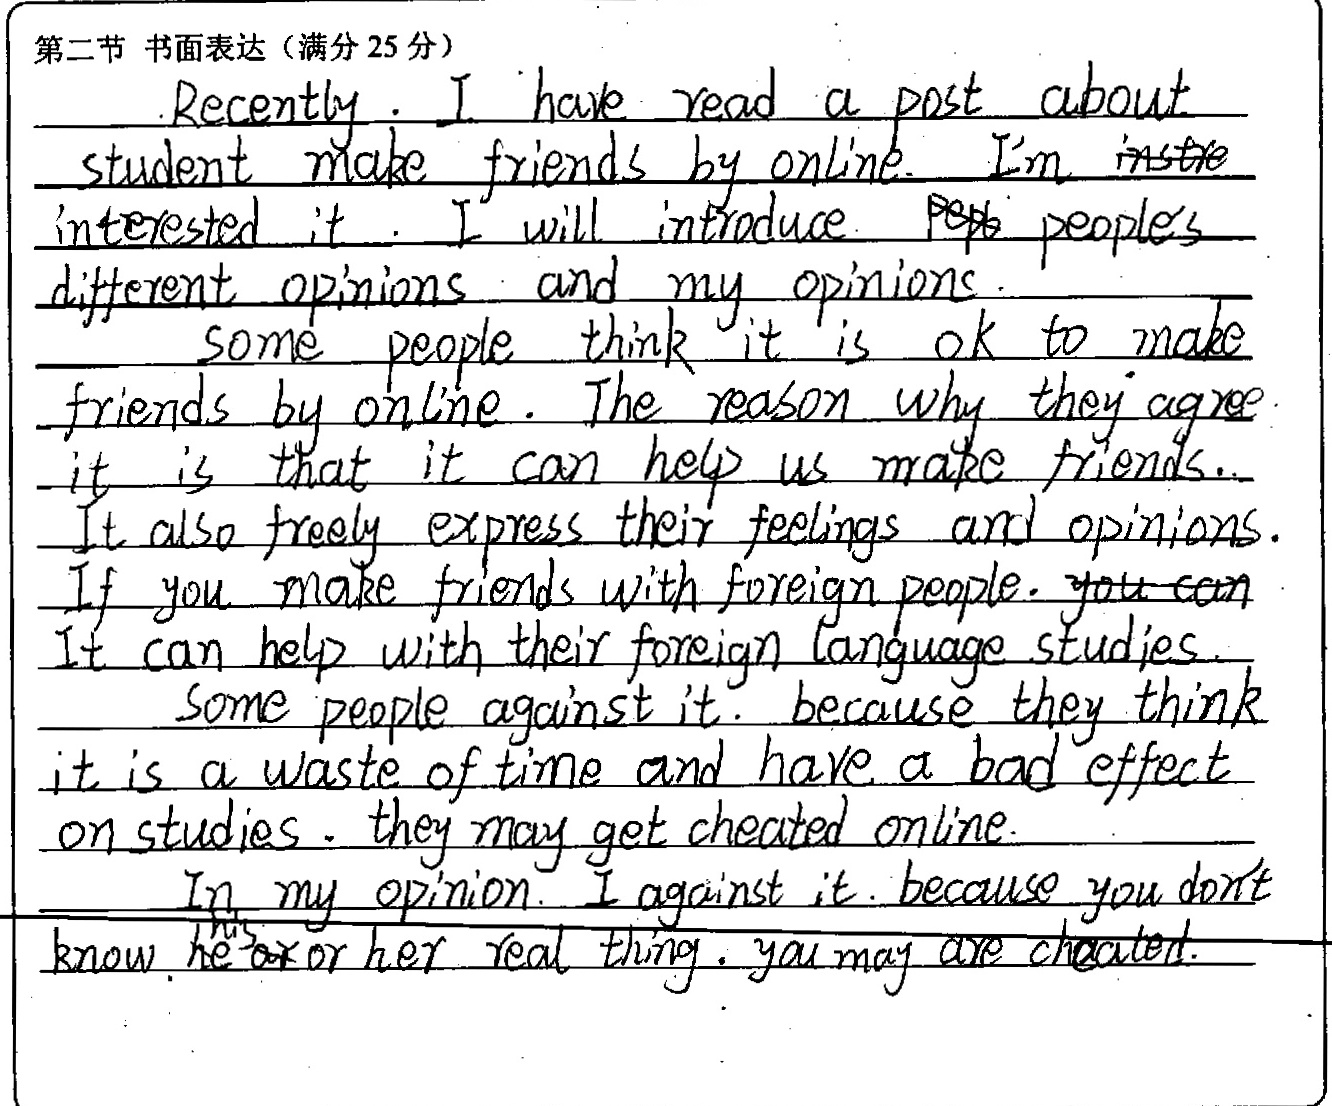 第二节 书面表达（满分 25 分）
Recently. I have read a post about
student make friends by online. I'm
interested it. I will introduce people's
different opinions and my opinions.
Some people think it is ok to make
friends by online. The reason why they agree
it is that it can help us make friends..
It also freely express their feelings and opinions.
If you make friends with foreign people. you can
It can help with their foreign language studies.
Some people against it. because they think
it is a waste of time and have a bad effect
on studies. they may get cheated online.
In my opinion. I against it. because you don't
his
know he or or her real thing. you may are cheated.